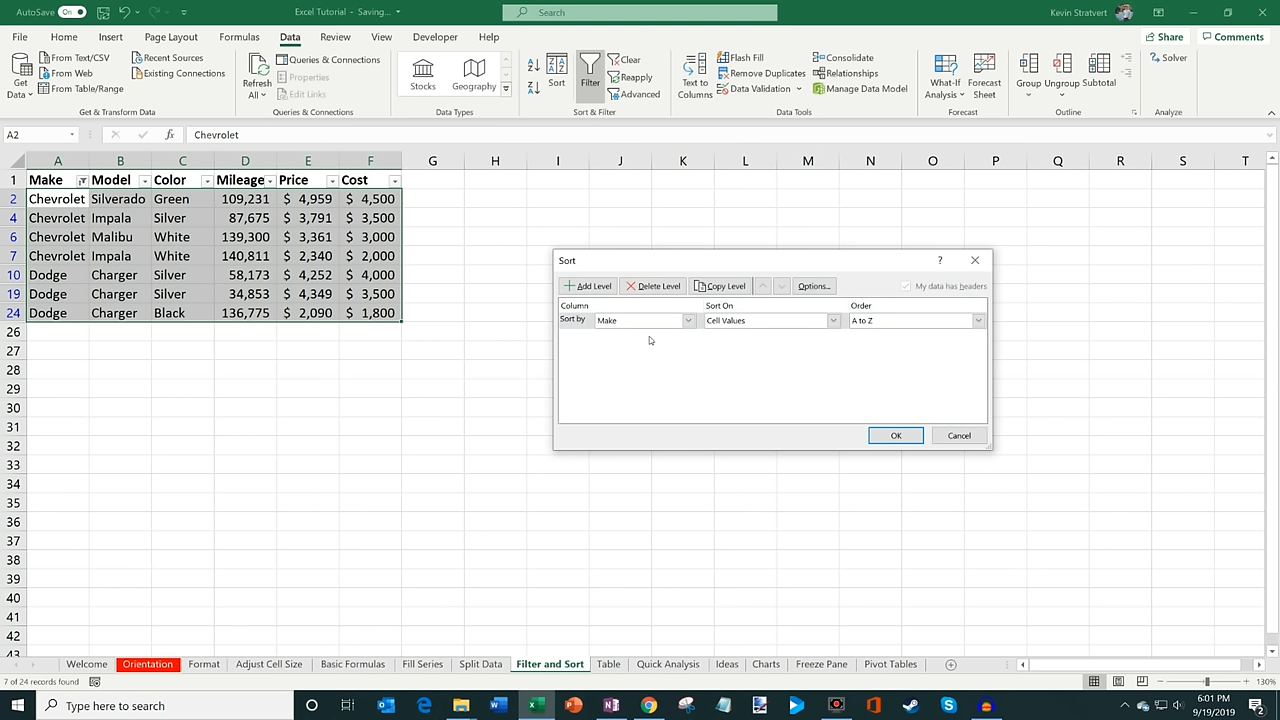 AutoSave On
Excel Tutorial - Saving...
Search
Kevin Stratvert
File Home Insert Page Layout Formulas Data Review View Developer Help
Share Comments
Get Data
From Text/CSV
From Web
From Table/Range
Recent Sources
Existing Connections
Get & Transform Data
Refresh All
Queries & Connections
Properties
Edit Links
Queries & Connections
Stocks Geography
Data Types
Sort
Filter
Clear
Reapply
Advanced
Sort & Filter
Text to Columns
Flash Fill
Remove Duplicates
Data Validation
Consolidate
Relationships
Manage Data Model
Data Tools
What-If Analysis
Forecast Sheet
Forecast
Group Ungroup Subtotal
Outline
Solver
Analyze
A2 fx Chevrolet
A B C D E F G H I J K L M N O P Q R S T
1 Make Model Color Mileage Price Cost
2 Chevrolet Silverado Green 109,231 $ 4,959 $ 4,500
4 Chevrolet Impala Silver 87,675 $ 3,791 $ 3,500
6 Chevrolet Malibu White 139,300 $ 3,361 $ 3,000
7 Chevrolet Impala White 140,811 $ 2,340 $ 2,000
10 Dodge Charger Silver 58,173 $ 4,252 $ 4,000
19 Dodge Charger Silver 34,853 $ 4,349 $ 3,500
24 Dodge Charger Black 136,775 $ 2,090 $ 1,800
26
27
28
29
30
31
32
33
34
35
36
37
38
39
40
41
42
43
Sort ?
Add Level Delete Level Copy Level Options... My data has headers
Column Sort On Order
Sort by Make Cell Values A to Z
OK Cancel
Welcome Orientation Format Adjust Cell Size Basic Formulas Fill Series Split Data Filter and Sort Table Quick Analysis Ideas Charts Freeze Pane Pivot Tables
7 of 24 records found
130%
Type here to search
6:01 PM
9/19/2019